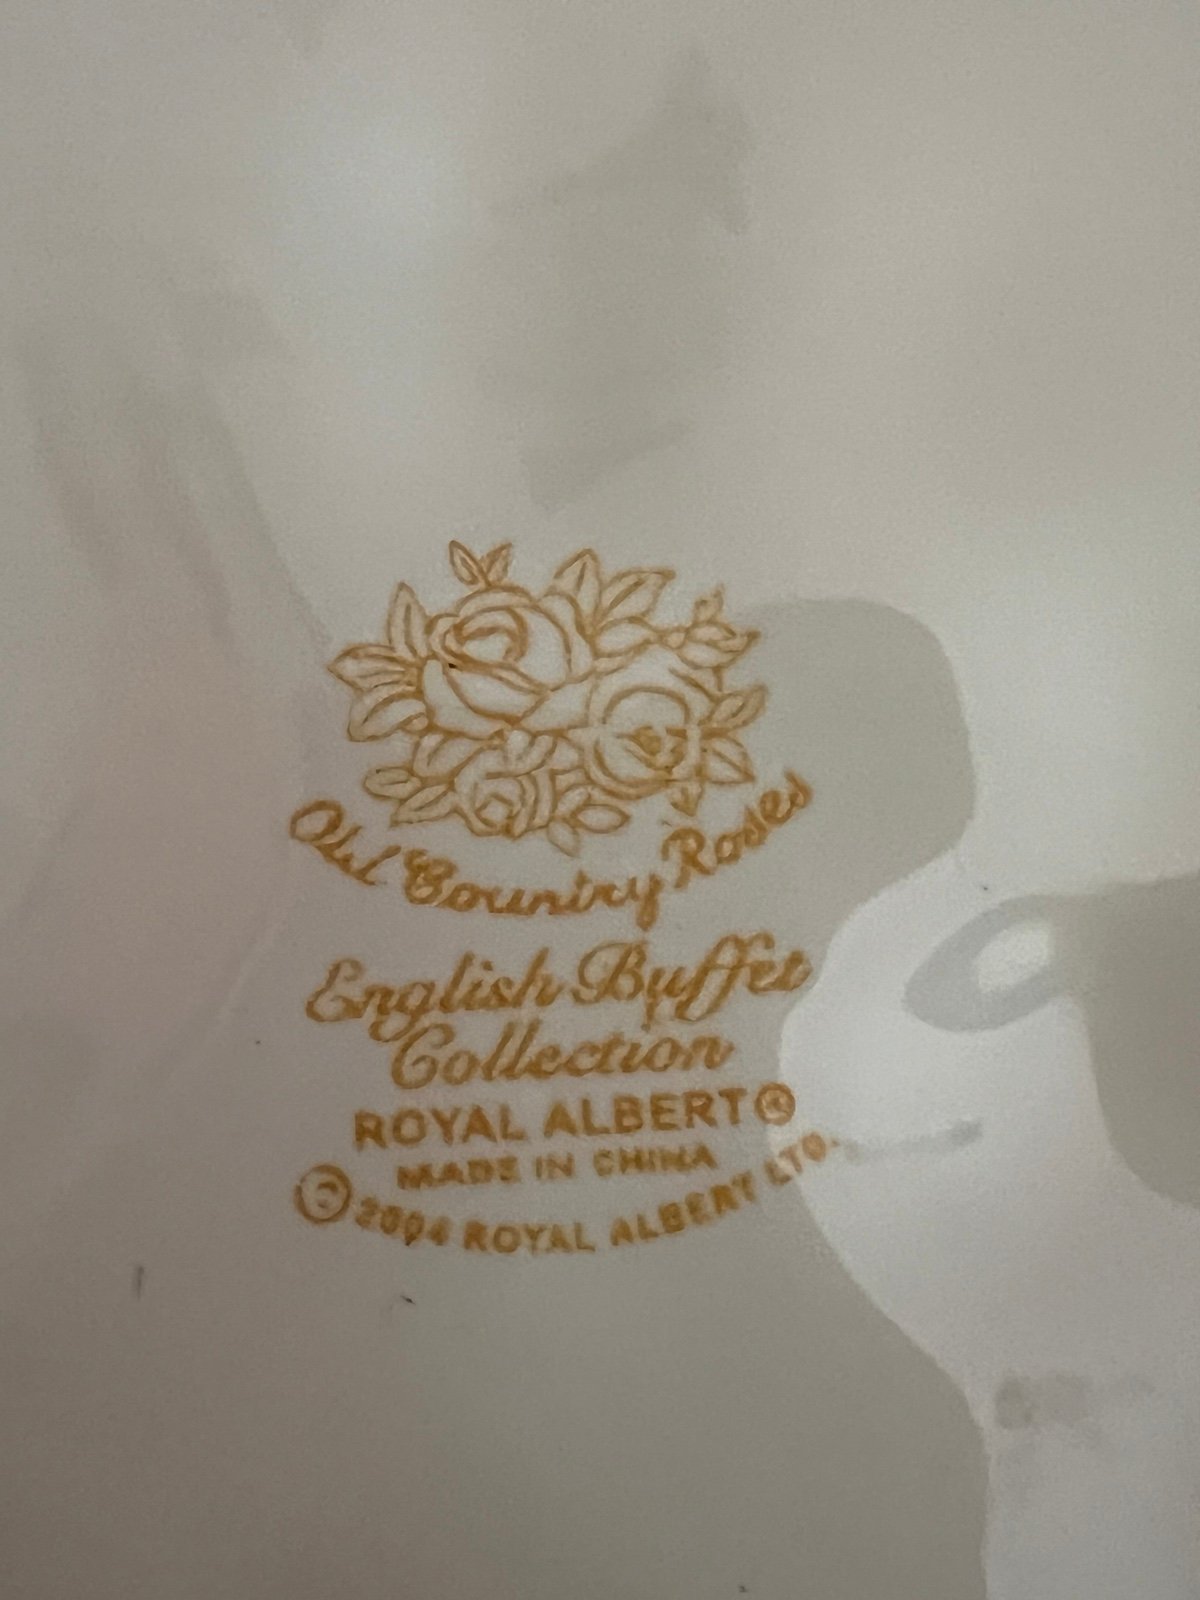 Old Country Roses
English Buffet
Collection
ROYAL ALBERT®
MADE IN CHINA
© 2004 ROYAL ALBERT LTD.